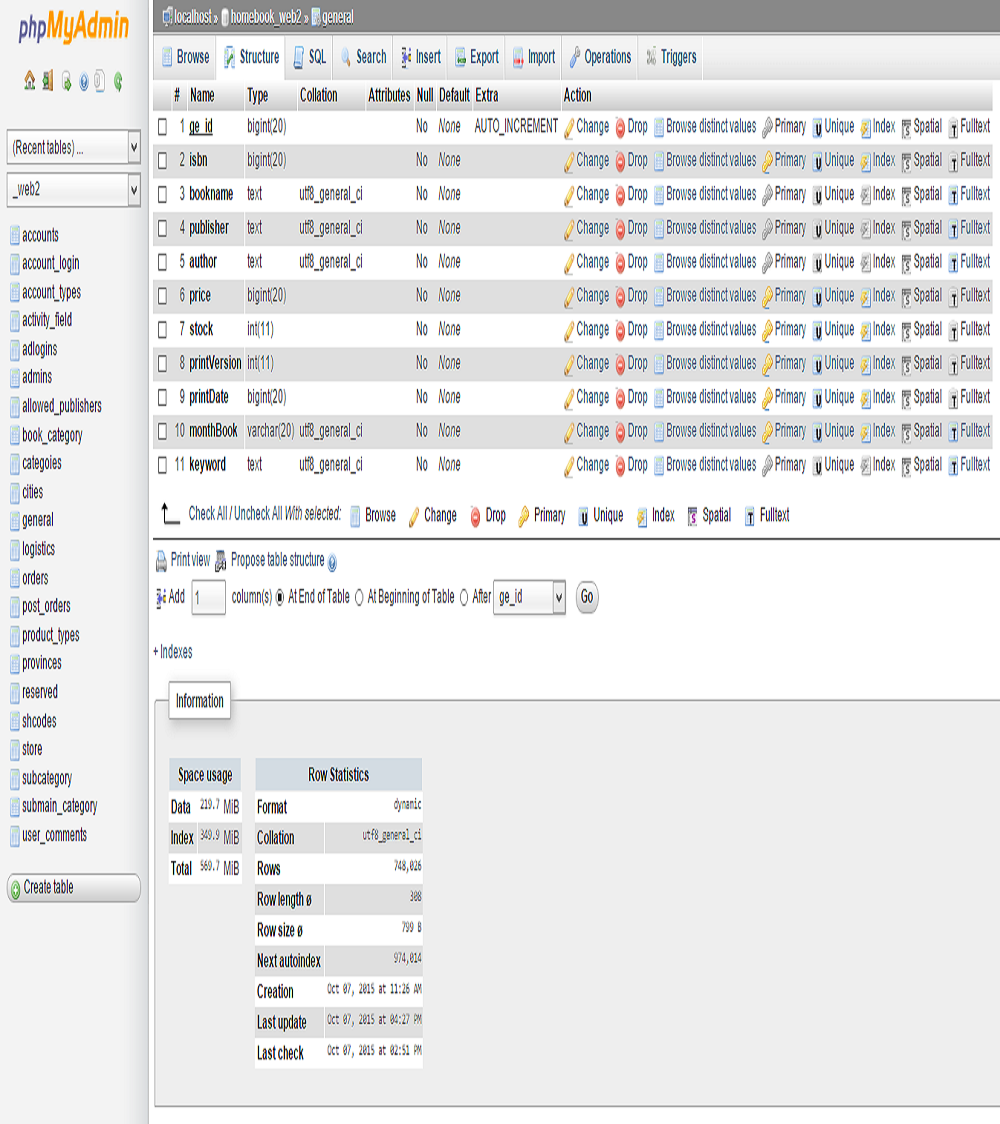 phpMyAdmin
(Recent tables) ...
_web2
accounts
account_login
account_types
activity_field
adlogins
admins
allowed_publishers
book_category
categoies
cities
general
logistics
orders
post_orders
product_types
provinces
reserved
shcodes
store
subcategory
submain_category
user_comments
Create table
localhost » homebook_web2 » general
Browse Structure SQL Search Insert Export Import Operations Triggers
# Name Type Collation Attributes Null Default Extra Action
1 ge_id bigint(20) No None AUTO_INCREMENT Change Drop Browse distinct values Primary Unique Index Spatial Fulltext
2 isbn bigint(20) No None Change Drop Browse distinct values Primary Unique Index Spatial Fulltext
3 bookname text utf8_general_ci No None Change Drop Browse distinct values Primary Unique Index Spatial Fulltext
4 publisher text utf8_general_ci No None Change Drop Browse distinct values Primary Unique Index Spatial Fulltext
5 author text utf8_general_ci No None Change Drop Browse distinct values Primary Unique Index Spatial Fulltext
6 price bigint(20) No None Change Drop Browse distinct values Primary Unique Index Spatial Fulltext
7 stock int(11) No None Change Drop Browse distinct values Primary Unique Index Spatial Fulltext
8 printVersion int(11) No None Change Drop Browse distinct values Primary Unique Index Spatial Fulltext
9 printDate bigint(20) No None Change Drop Browse distinct values Primary Unique Index Spatial Fulltext
10 monthBook varchar(20) utf8_general_ci No None Change Drop Browse distinct values Primary Unique Index Spatial Fulltext
11 keyword text utf8_general_ci No None Change Drop Browse distinct values Primary Unique Index Spatial Fulltext
Check All / Uncheck All With selected: Browse Change Drop Primary Unique Index Spatial Fulltext
Print view Propose table structure
Add 1 column(s) At End of Table At Beginning of Table After ge_id Go
+ Indexes
Information
Space usage
Data 219.7 MiB
Index 349.9 MiB
Total 569.7 MiB
Row Statistics
Format dynamic
Collation utf8_general_ci
Rows 748,026
Row length ø 308
Row size ø 799 B
Next autoindex 974,014
Creation Oct 07, 2015 at 11:26 AM
Last update Oct 07, 2015 at 04:27 PM
Last check Oct 07, 2015 at 02:51 PM